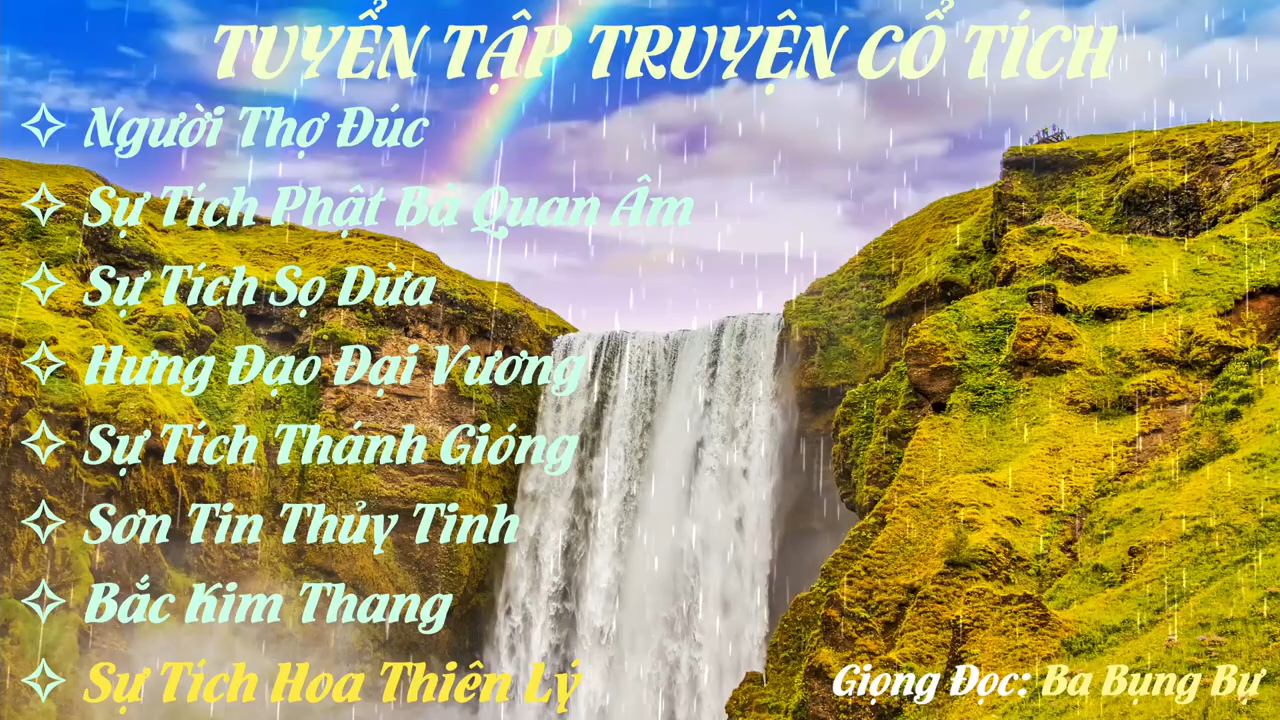 TUYỂN TẬP TRUYỆN CỔ TÍCH
Người Thợ Đúc
Sự Tích Phật Bà Quan Âm
Sự Tích Sọ Dừa
Hưng Đạo Đại Vương
Sự Tích Thánh Gióng
Sơn Tin Thủy Tinh
Bắc Kim Thang
Sự Tích Hoa Thiên Lý
Giọng Đọc: Ba Bụng Bự